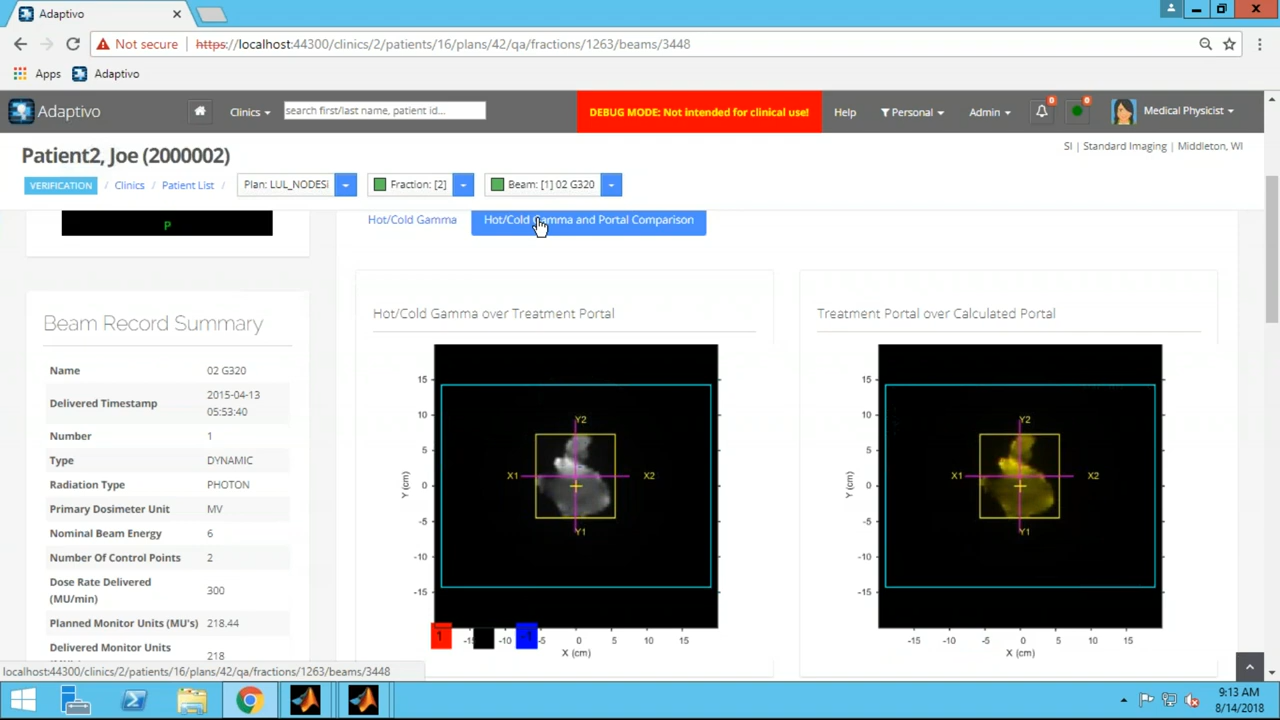 Adaptivo
Not secure https://localhost:44300/clinics/2/patients/16/plans/42/qa/fractions/1263/beams/3448
Apps Adaptivo
Adaptivo Clinics search first/last name, patient id... DEBUG MODE: Not intended for clinical use! Help Personal Admin 0 0 Medical Physicist
Patient2, Joe (2000002)
SI | Standard Imaging | Middleton, WI
VERIFICATION / Clinics / Patient List / Plan: LUL_NODESI Fraction: [2] Beam: [1] 02 G320
Hot/Cold Gamma Hot/Cold Gamma and Portal Comparison
P
Beam Record Summary
Name 02 G320
Delivered Timestamp 2015-04-13 05:53:40
Number 1
Type DYNAMIC
Radiation Type PHOTON
Primary Dosimeter Unit MV
Nominal Beam Energy 6
Number Of Control Points 2
Dose Rate Delivered (MU/min) 300
Planned Monitor Units (MU's) 218.44
Delivered Monitor Units 218
Hot/Cold Gamma over Treatment Portal
15
10
5
0
-5
-10
-15
Y (cm)
Y2
X1 X2
Y1
1 -1
-10 -5 0 5 10 15
X (cm)
Treatment Portal over Calculated Portal
15
10
5
0
-5
-10
-15
Y (cm)
Y2
X1 X2
Y1
-15 -10 -5 0 5 10 15
X (cm)
localhost:44300/clinics/2/patients/16/plans/42/qa/fractions/1263/beams/3448
9:13 AM
8/14/2018